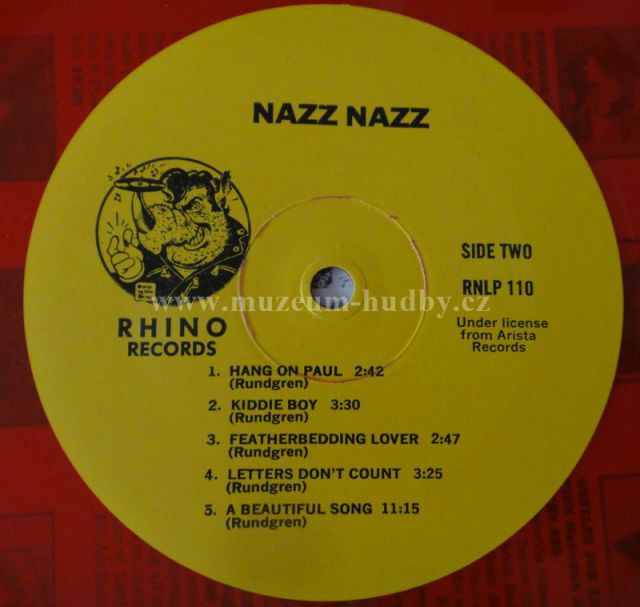 NAZZ NAZZ
SIDE TWO
RNLP 110
Under license
from Arista
Records
www.muzeum-hudby.cz
RHINO
RECORDS
1. HANG ON PAUL 2:42
(Rundgren)
2. KIDDIE BOY 3:30
(Rundgren)
3. FEATHERBEDDING LOVER 2:47
(Rundgren)
4. LETTERS DON'T COUNT 3:25
(Rundgren)
5. A BEAUTIFUL SONG 11:15
(Rundgren)